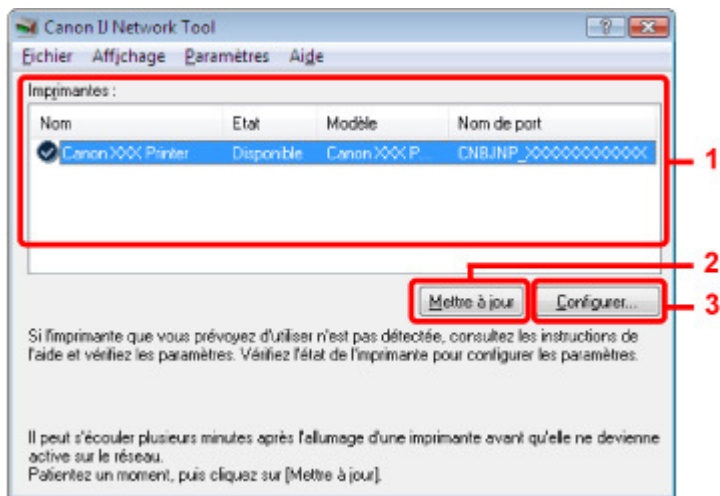 Canon IJ Network Tool
Fichier Affichage Paramètres Aide
Imprimantes :
Nom Etat Modèle Nom de port
Canon XXX Printer Disponible Canon XXX P... CNBJNP_XXXXXXXXXXXX
1
2
Mettre à jour Configurer... 3
Si l'imprimante que vous prévoyez d'utiliser n'est pas détectée, consultez les instructions de
l'aide et vérifiez les paramètres. Vérifiez l'état de l'imprimante pour configurer les paramètres.
Il peut s'écouler plusieurs minutes après l'allumage d'une imprimante avant qu'elle ne devienne
active sur le réseau.
Patientez un moment, puis cliquez sur [Mettre à jour].